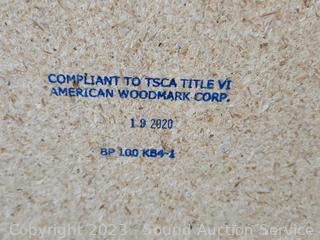 COMPLIANT TO TSCA TITLE VI
AMERICAN WOODMARK CORP.
1 9 2020
BP 100 KB4-1
Copyright 2023 - Sound Auction Service